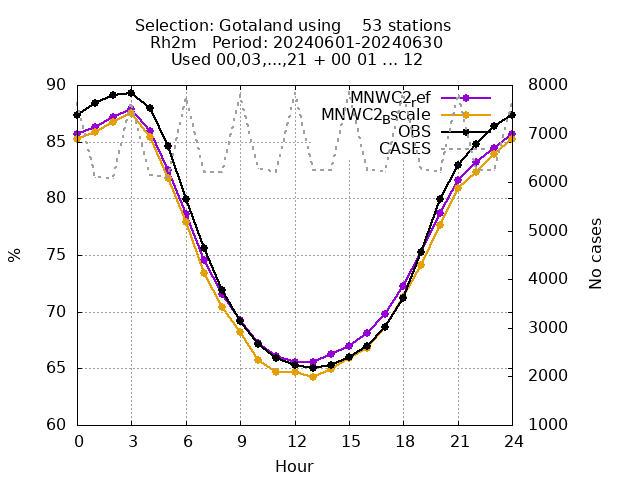 Selection: Gotaland using    53 stations
Rh2m   Period: 20240601-20240630
Used 00,03,...,21 + 00 01 ... 12
90
85
80
75
70
65
60
%
8000
7000
6000
5000
4000
3000
2000
1000
No cases
MNWC2ref
MNWC2Bscale
OBS
CASES
0 3 6 9 12 15 18 21 24
Hour